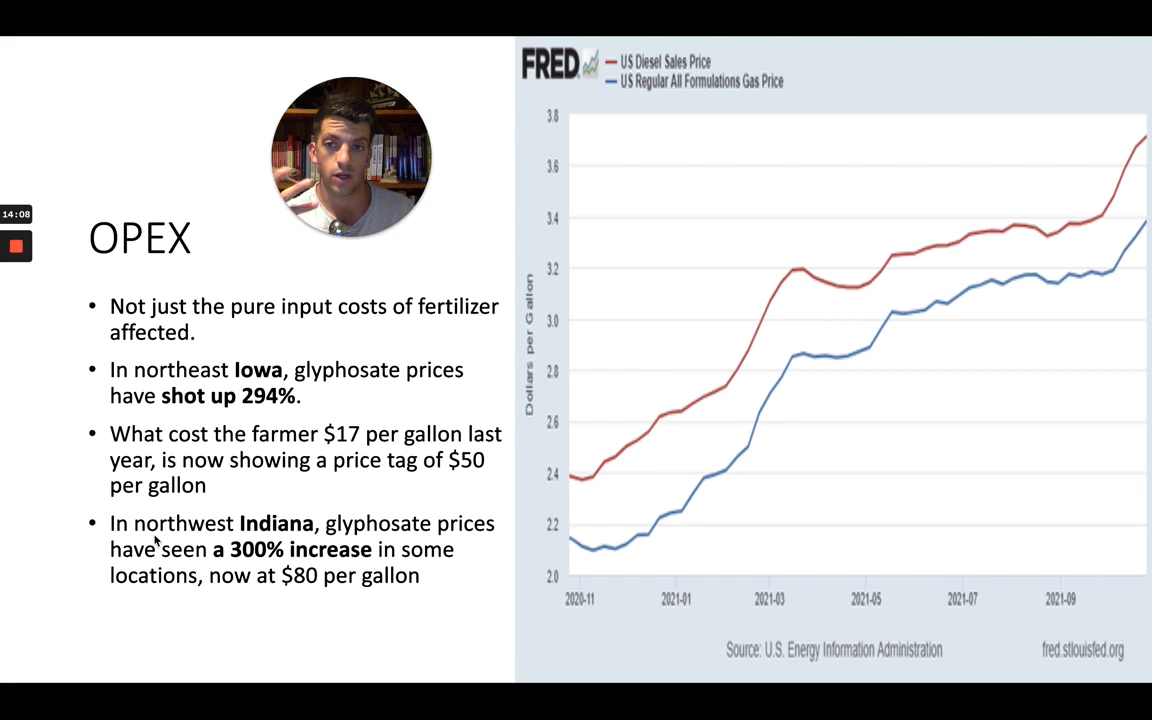 14:08
OPEX
• Not just the pure input costs of fertilizer
affected.
• In northeast Iowa, glyphosate prices
have shot up 294%.
• What cost the farmer $17 per gallon last
year, is now showing a price tag of $50
per gallon
• In northwest Indiana, glyphosate prices
have seen a 300% increase in some
locations, now at $80 per gallon
FRED
US Diesel Sales Price
US Regular All Formulations Gas Price
Dollars per Gallon
3.8
3.6
3.4
3.2
3.0
2.8
2.6
2.4
2.2
2.0
2020-11 2021-01 2021-03 2021-05 2021-07 2021-09
Source: U.S. Energy Information Administration fred.stlouisfed.org